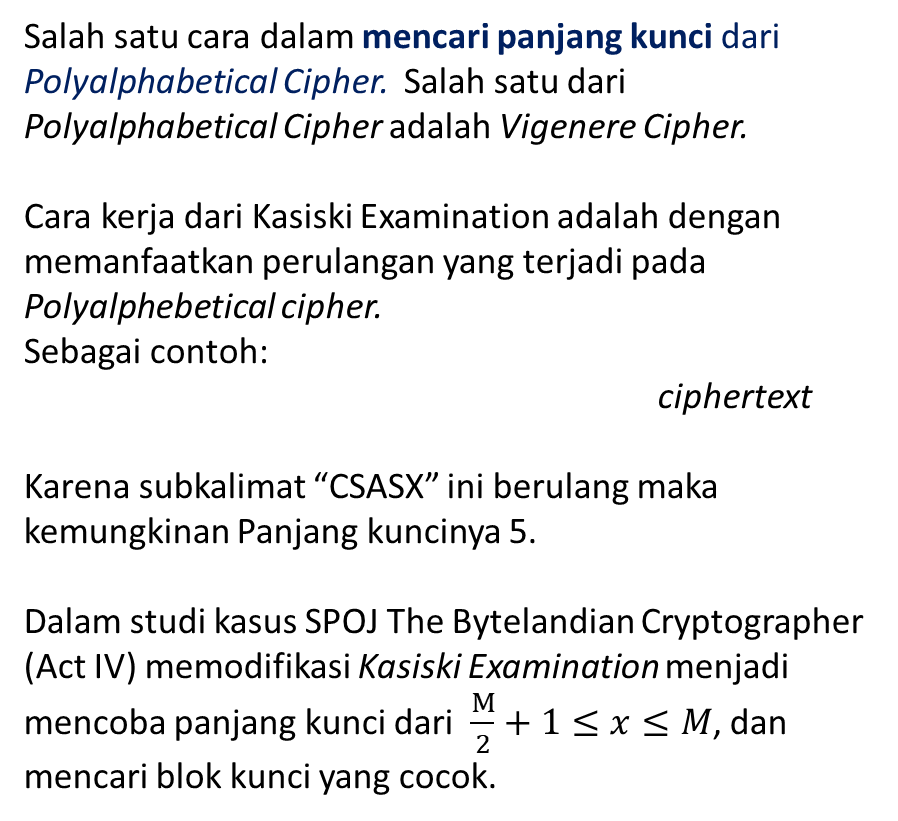 Salah satu cara dalam mencari panjang kunci dari
Polyalphabetical Cipher. Salah satu dari
Polyalphabetical Cipher adalah Vigenere Cipher.
Cara kerja dari Kasiski Examination adalah dengan
memanfaatkan perulangan yang terjadi pada
Polyalphebetical cipher.
Sebagai contoh:
ciphertext
Karena subkalimat “CSASX” ini berulang maka
kemungkinan Panjang kuncinya 5.
Dalam studi kasus SPOJ The Bytelandian Cryptographer
(Act IV) memodifikasi Kasiski Examination menjadi
mencoba panjang kunci dari M/2 + 1 ≤ x ≤ M, dan
mencari blok kunci yang cocok.